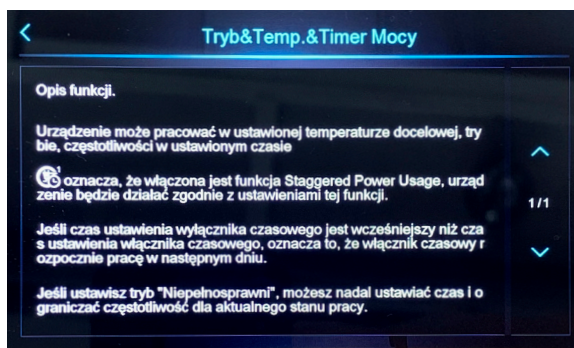 Tryb&Temp.&Timer Mocy
Opis funkcji.
Urządzenie może pracować w ustawionej temperaturze docelowej, try
bie, częstotliwości w ustawionym czasie
oznacza, że włączona jest funkcja Staggered Power Usage, urząd
zenie będzie działać zgodnie z ustawieniami tej funkcji.
1/1
Jeśli czas ustawienia wyłącznika czasowego jest wcześniejszy niż cza
s ustawienia włącznika czasowego, oznacza to, że włącznik czasowy r
ozpocznie pracę w następnym dniu.
Jeśli ustawisz tryb "Niepełnosprawni", możesz nadal ustawiać czas i o
graniczać częstotliwość dla aktualnego stanu pracy.